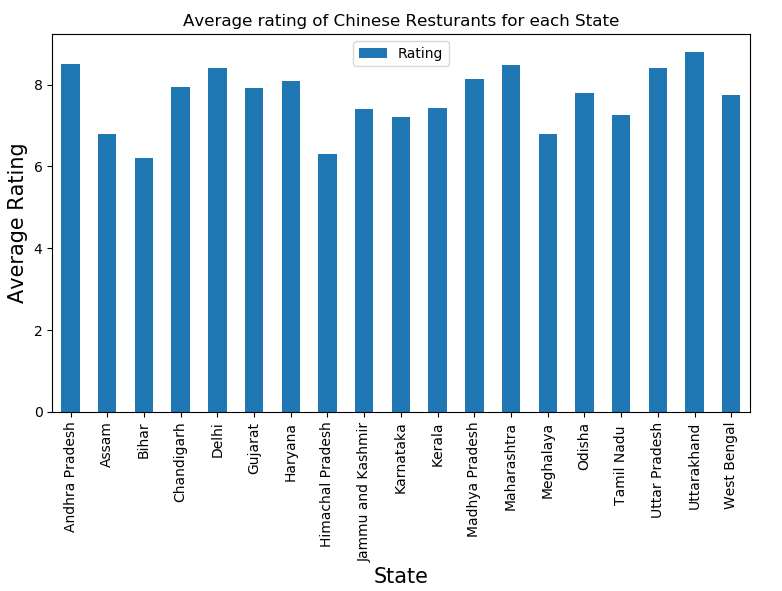 Average rating of Chinese Resturants for each State
Rating
Average Rating
8
6
4
2
0
Andhra Pradesh
Assam
Bihar
Chandigarh
Delhi
Gujarat
Haryana
Himachal Pradesh
Jammu and Kashmir
Karnataka
Kerala
Madhya Pradesh
Maharashtra
Meghalaya
Odisha
Tamil Nadu
Uttar Pradesh
Uttarakhand
West Bengal
State